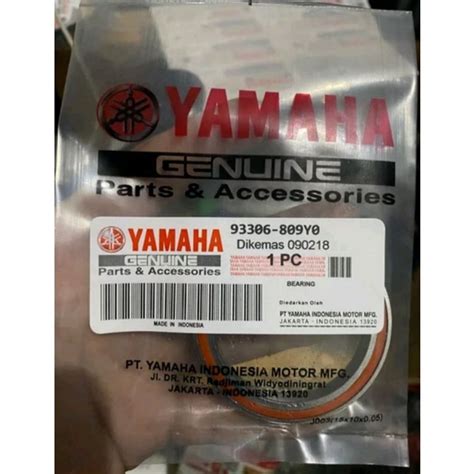 YAMAHA
GENUINE
Parts & Accessories
YAMAHA
GENUINE
Parts & Accessories
MADE IN INDONESIA
93306-809Y0
Dikemas 090218
1 PC
BEARING
Diedarkan Oleh
PT YAMAHA INDONESIA MOTOR MFG.
JAKARTA - INDONESIA 13920
PT. YAMAHA INDONESIA MOTOR MFG.
JL. DR. KRT. Radjiman Widyodiningrat
JAKARTA - INDONESIA 13920